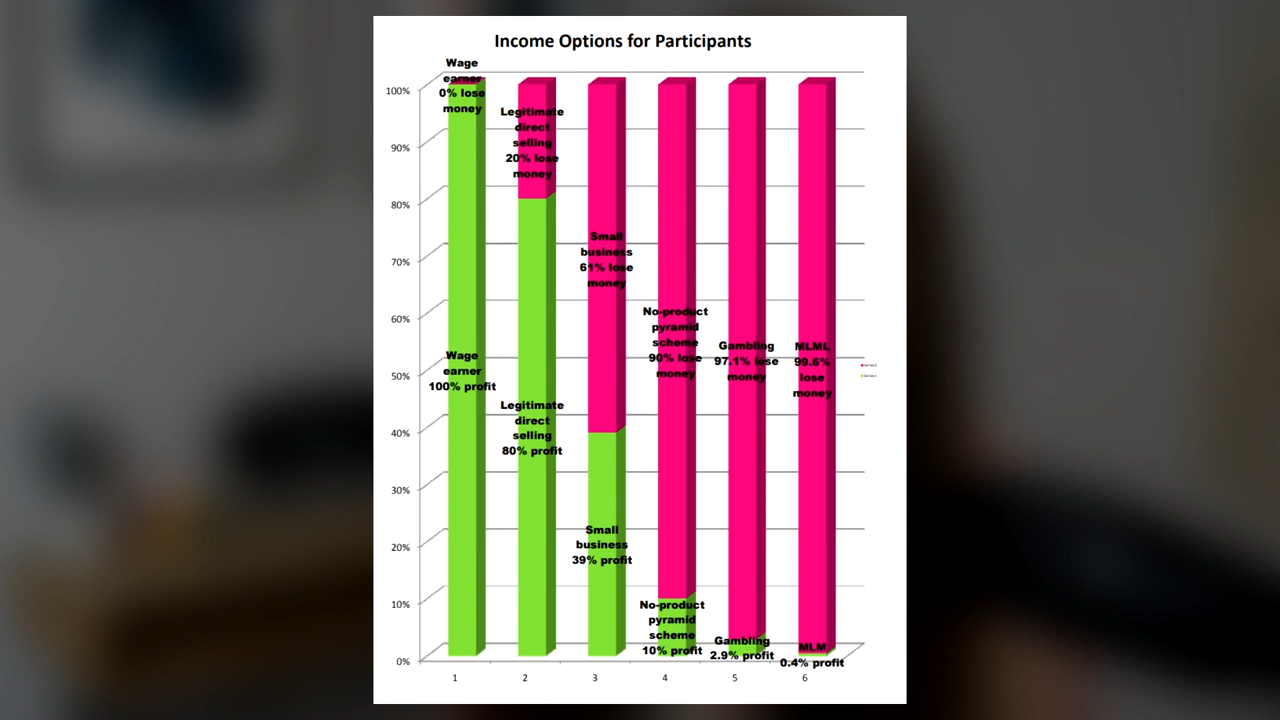 Income Options for Participants
100%
90%
80%
70%
60%
50%
40%
30%
20%
10%
0%
Wage
earner
0% lose
money
Wage
earner
100% profit
Legitimate
direct
selling
20% lose
money
Legitimate
direct
selling
80% profit
Small
business
61% lose
money
Small
business
39% profit
No-product
pyramid
scheme
90% lose
money
No-product
pyramid
scheme
10% profit
Gambling
97.1% lose
money
Gambling
2.9% profit
MLML
99.6%
lose
money
MLM
0.4% profit
1 2 3 4 5 6